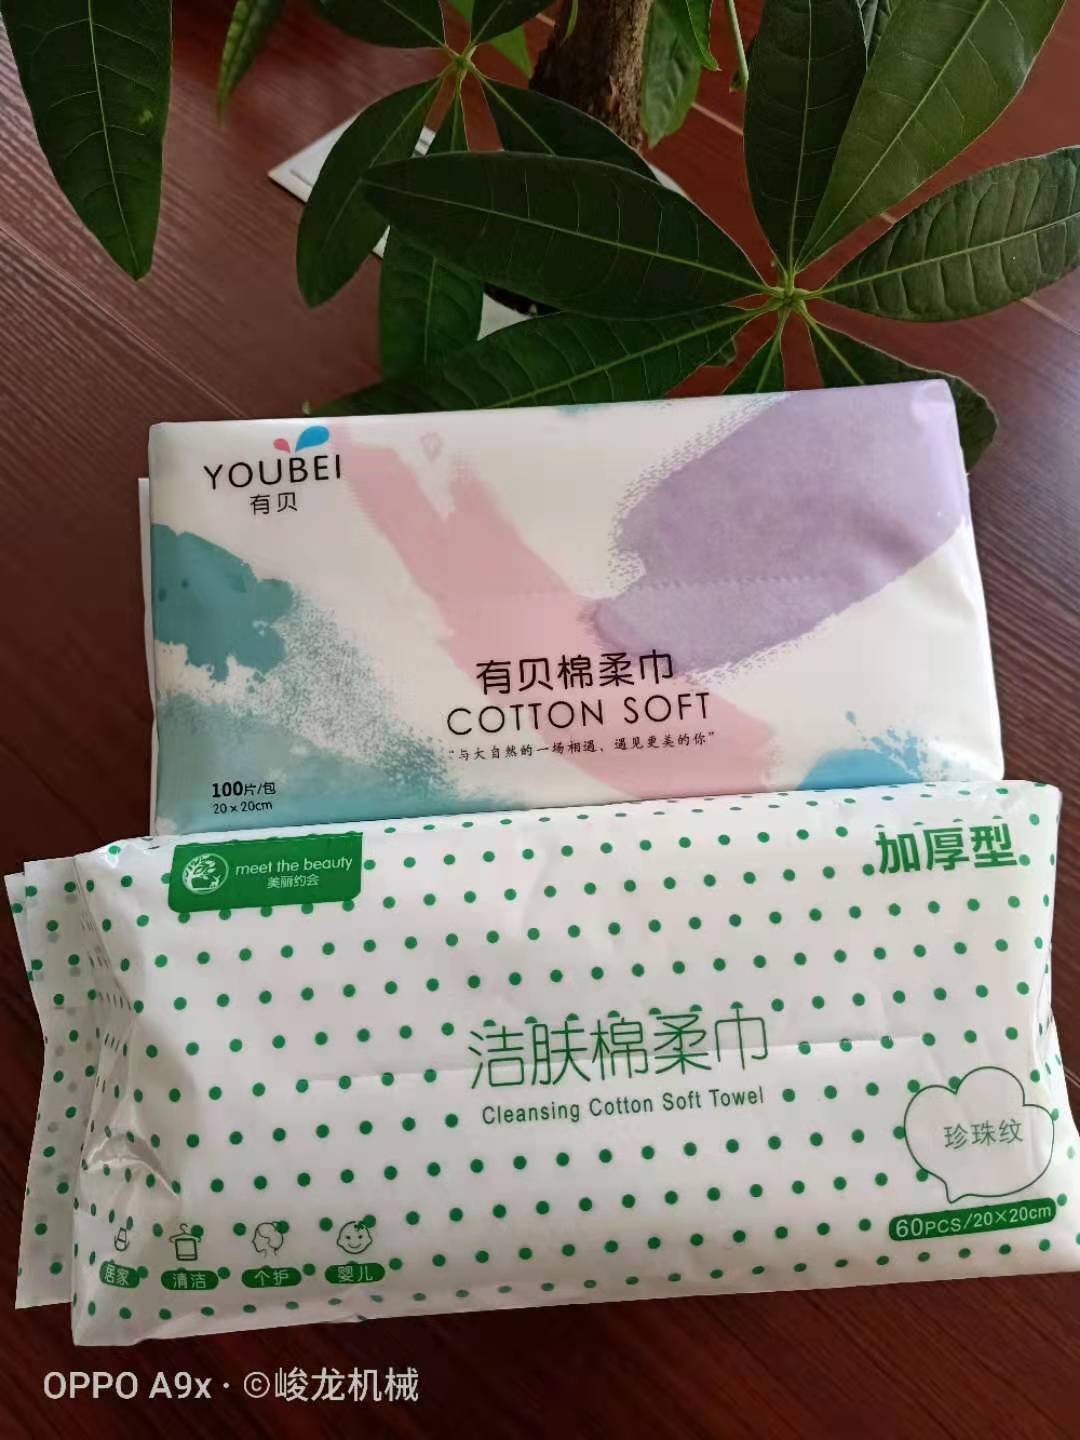 YOUBEI
有贝
有贝棉柔巾
COTTON SOFT
“与大自然的一场相遇，遇见更美的你”
100片/包
20 x 20cm
meet the beauty
美丽约会
加厚型
洁肤棉柔巾
Cleansing Cotton Soft Towel
珍珠纹
60PCS/20×20cm
居家 清洁 个护 婴儿
OPPO A9x · ©峻龙机械